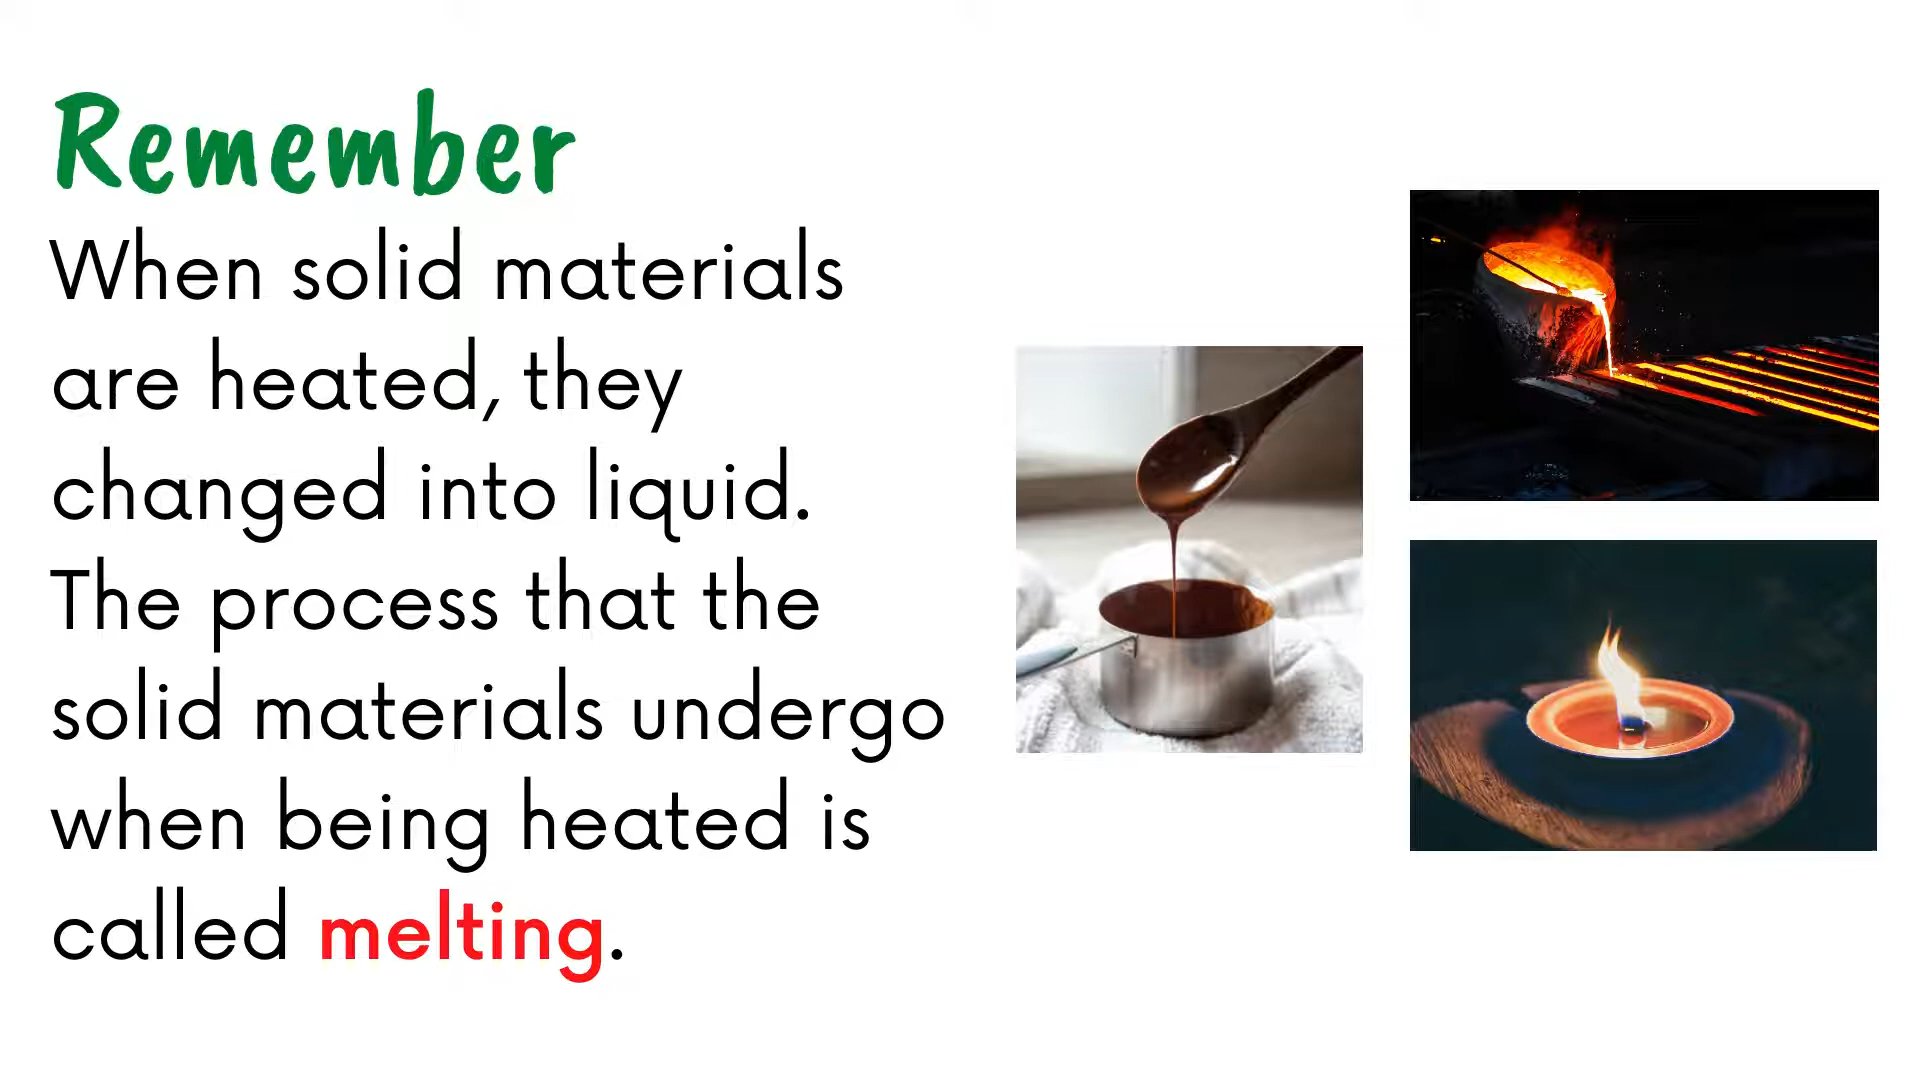 Remember
When solid materials
are heated, they
changed into liquid.
The process that the
solid materials undergo
when being heated is
called melting.